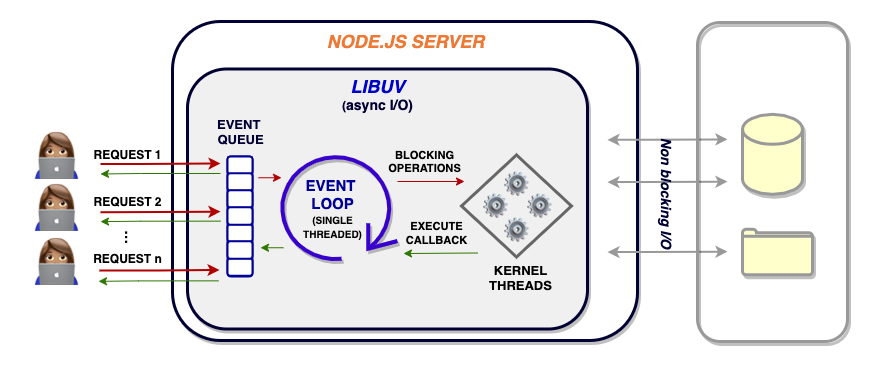 NODE.JS SERVER
LIBUV
(async I/O)
EVENT
QUEUE
REQUEST 1
REQUEST 2
⋮
REQUEST n
EVENT
LOOP
(SINGLE
THREADED)
BLOCKING
OPERATIONS
EXECUTE
CALLBACK
KERNEL
THREADS
Non blocking I/O